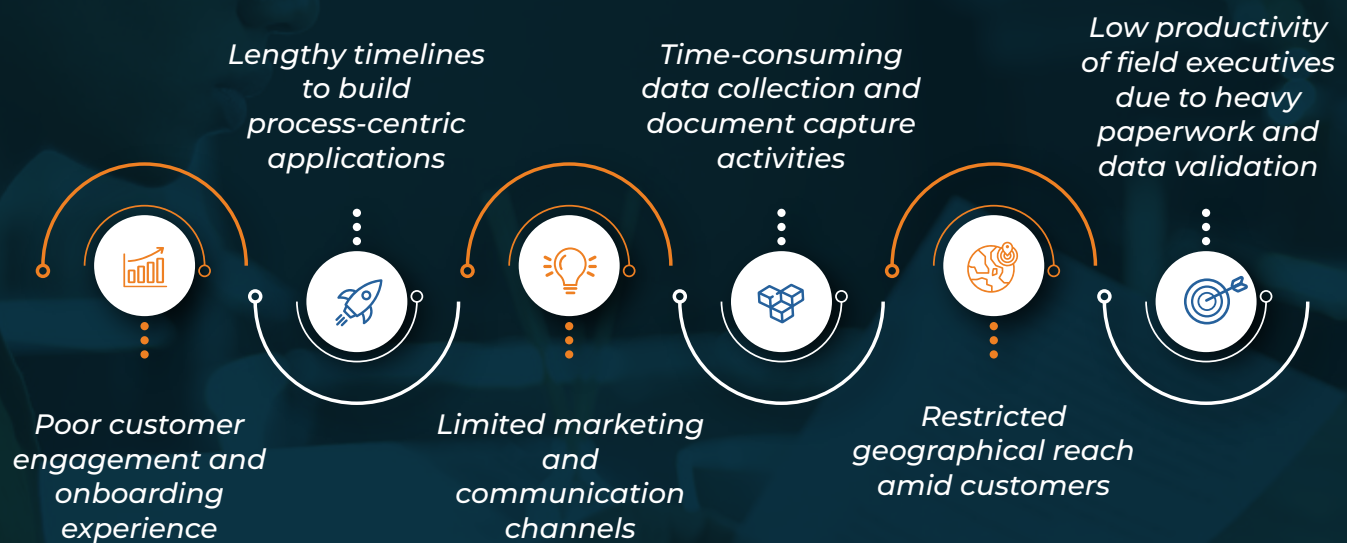 Poor customer
engagement and
onboarding
experience
Lengthy timelines
to build
process-centric
applications
Limited marketing
and
communication
channels
Time-consuming
data collection and
document capture
activities
Restricted
geographical reach
amid customers
Low productivity
of field executives
due to heavy
paperwork and
data validation